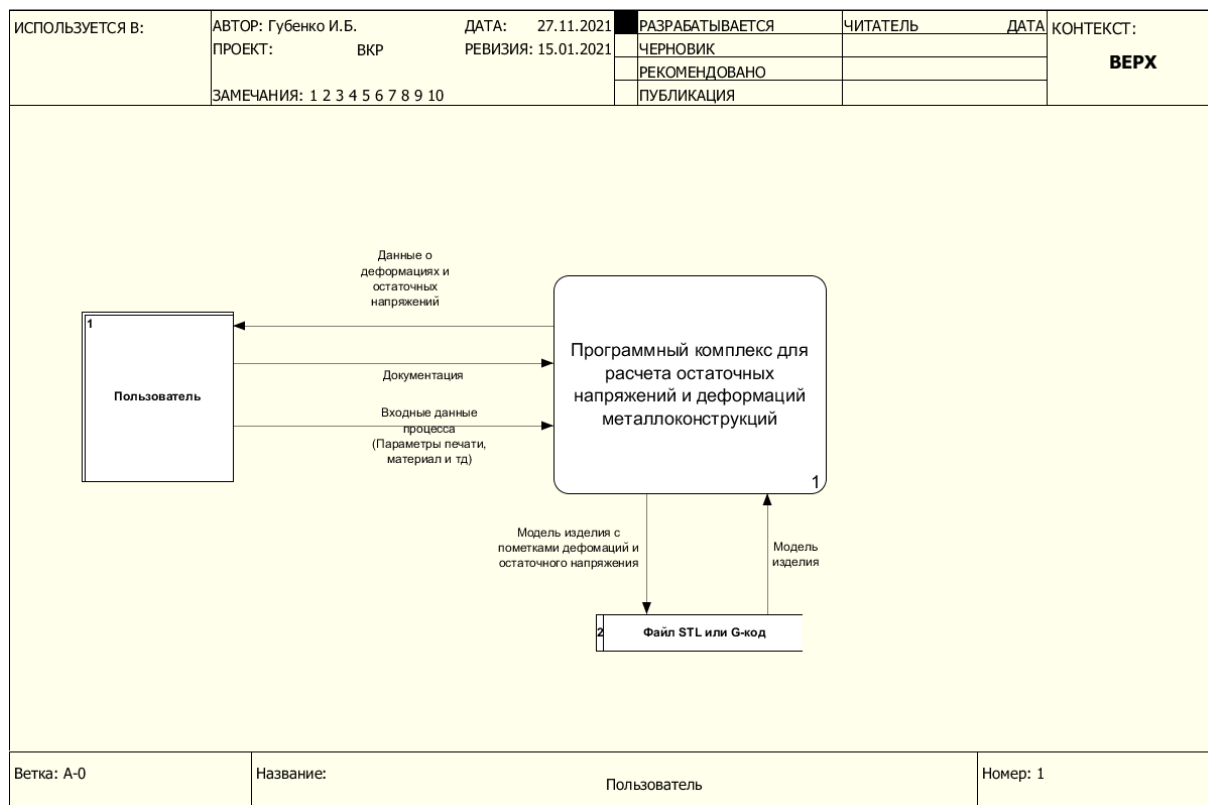 ИСПОЛЬЗУЕТСЯ В:
АВТОР: Губенко И.Б.
ДАТА: 27.11.2021
ПРОЕКТ: ВКР
РЕВИЗИЯ: 15.01.2021
ЗАМЕЧАНИЯ: 1 2 3 4 5 6 7 8 9 10
РАЗРАБАТЫВАЕТСЯ
ЧЕРНОВИК
РЕКОМЕНДОВАНО
ПУБЛИКАЦИЯ
ЧИТАТЕЛЬ
ДАТА
КОНТЕКСТ:
ВЕРХ
Данные о
деформациях и
остаточных
напряжений
1
Пользователь
Документация
Входные данные
процесса
(Параметры печати,
материал и тд)
Программный комплекс для
расчета остаточных
напряжений и деформаций
металлоконструкций
1
Модель изделия с
пометками дефомаций и
остаточного напряжения
Модель
изделия
2
Файл STL или G-код
Ветка: A-0
Название:
Пользователь
Номер: 1